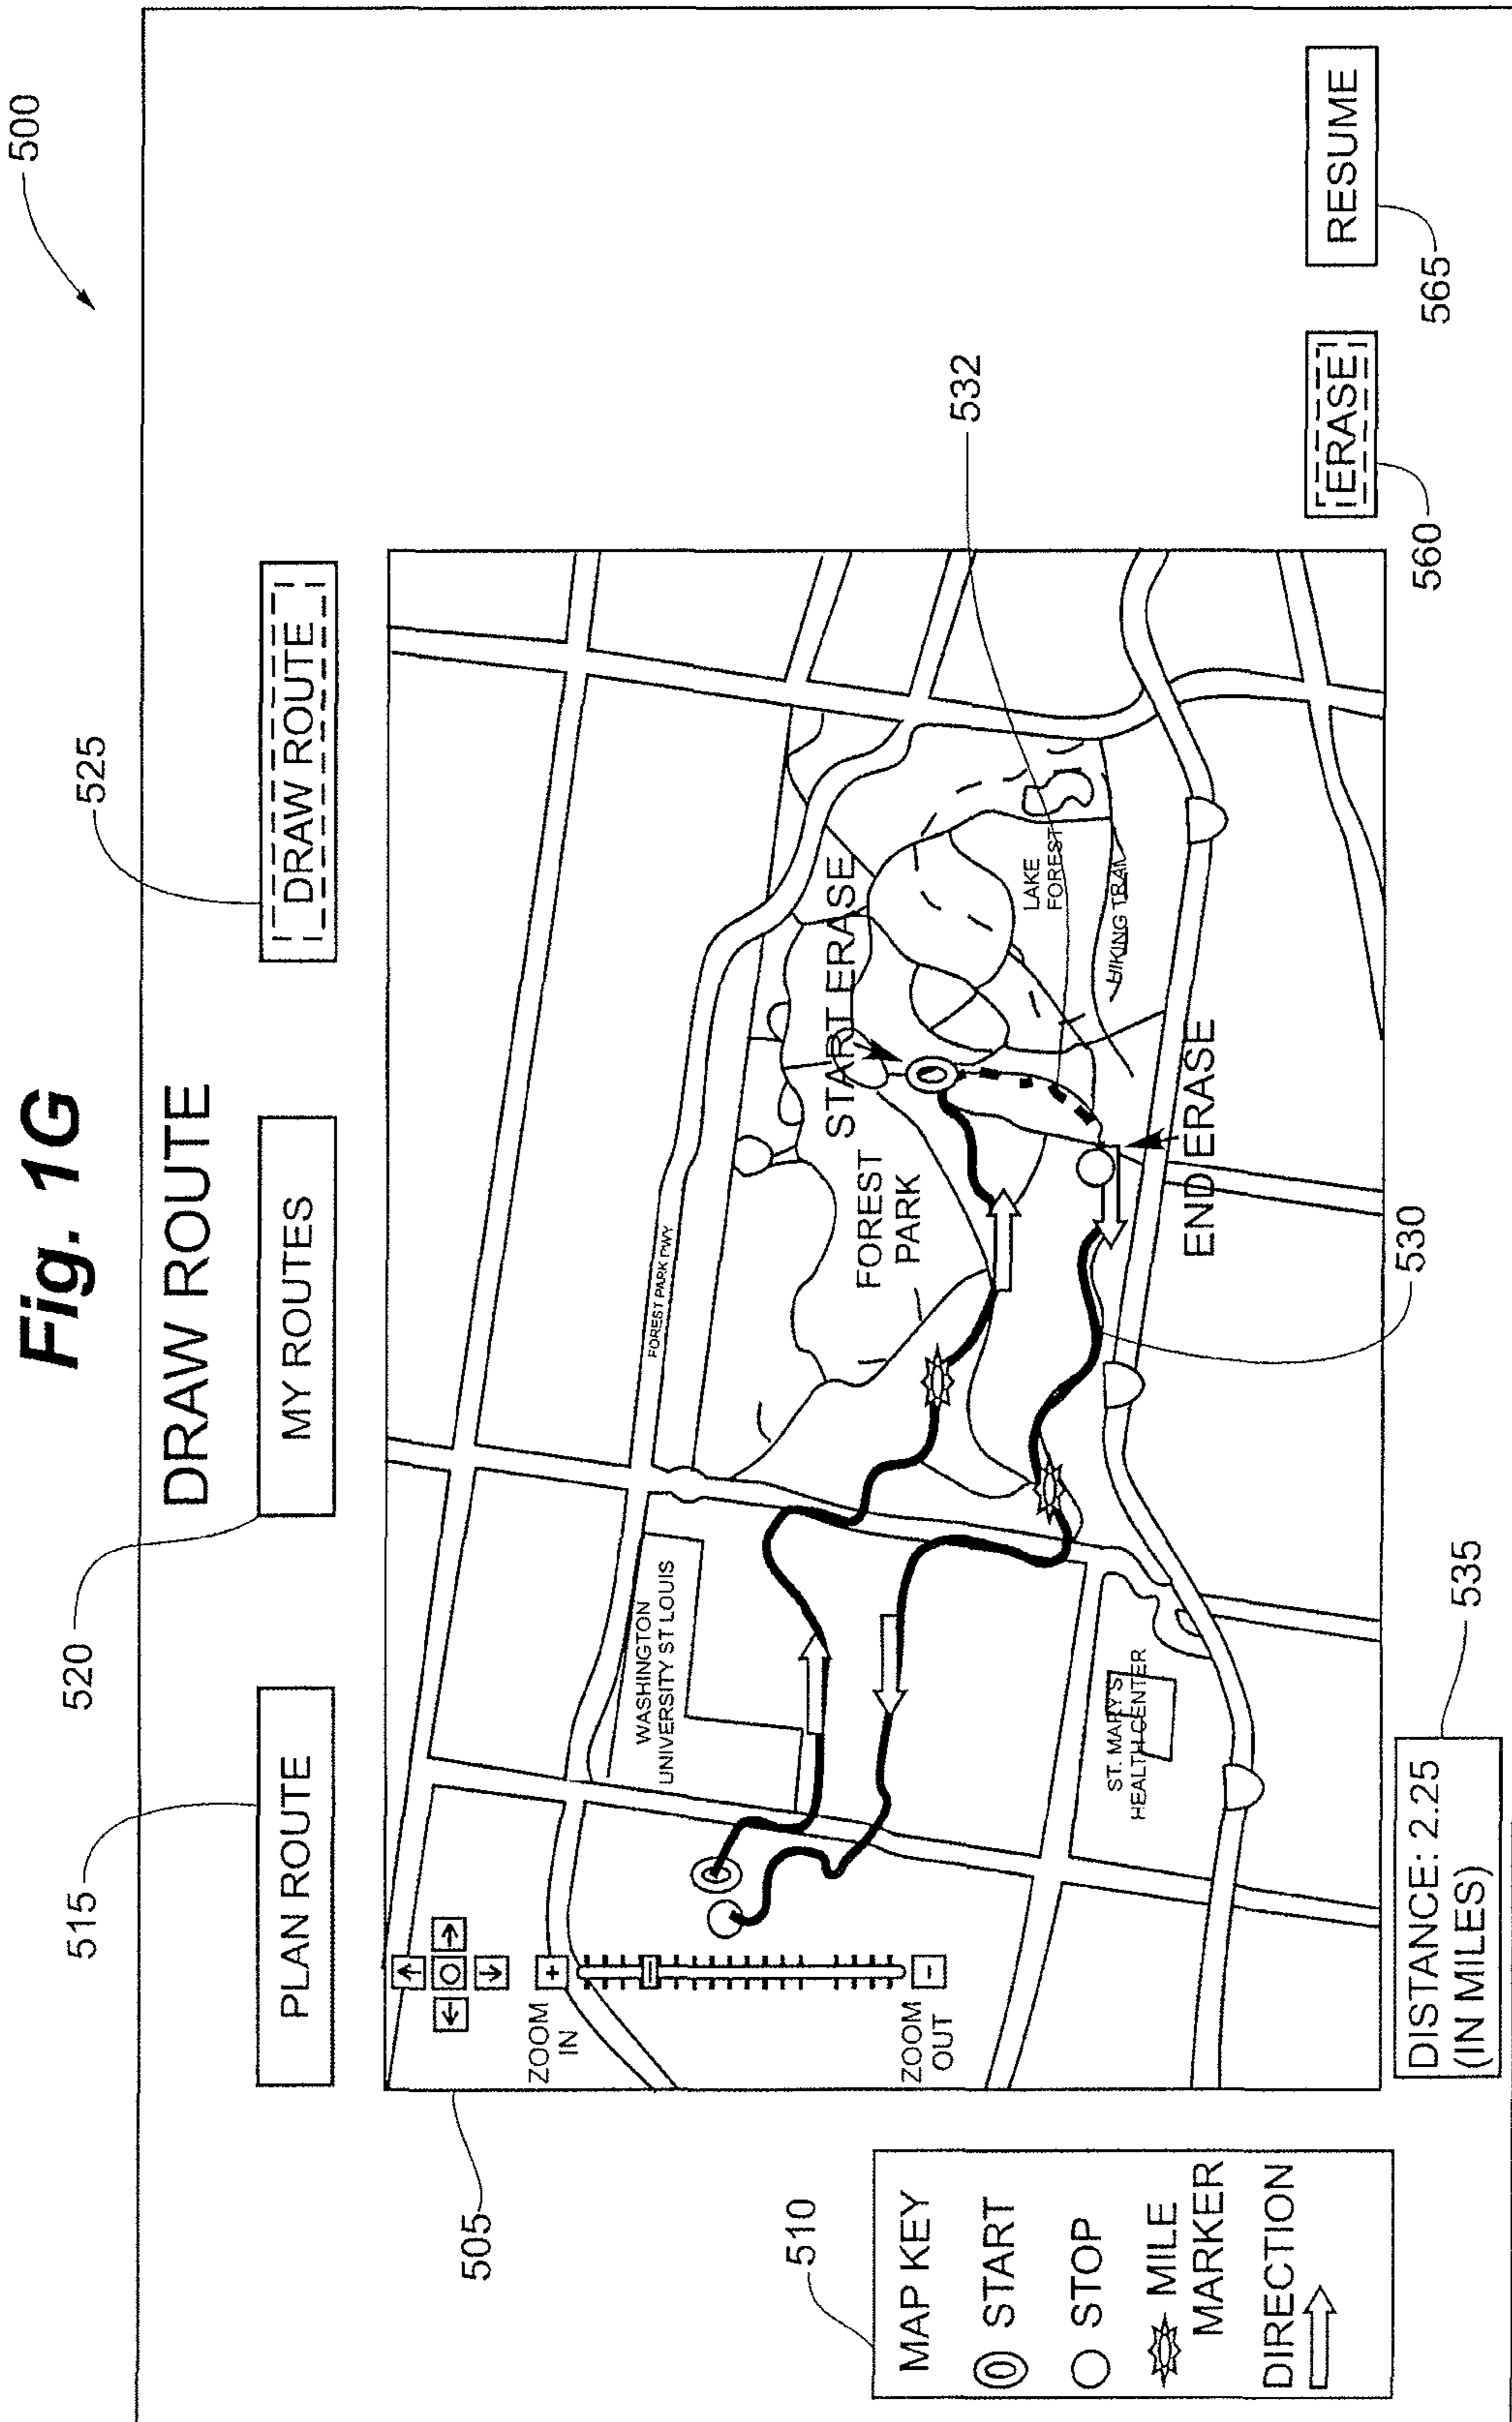 Fig. 1G
500
DRAW ROUTE
515
520
525
PLAN ROUTE
MY ROUTES
DRAW ROUTE
505
ZOOM
IN
ZOOM
OUT
FOREST PARK PWY
WASHINGTON
UNIVERSITY ST LOUIS
START ERASE
FOREST
PARK
532
LAKE
FOREST
HIKING TRAIL
ST. MARY'S
HEALTH CENTER
END ERASE
530
510
MAP KEY
START
STOP
MILE
MARKER
DIRECTION
DISTANCE: 2.25
(IN MILES)
535
ERASE
560
RESUME
565